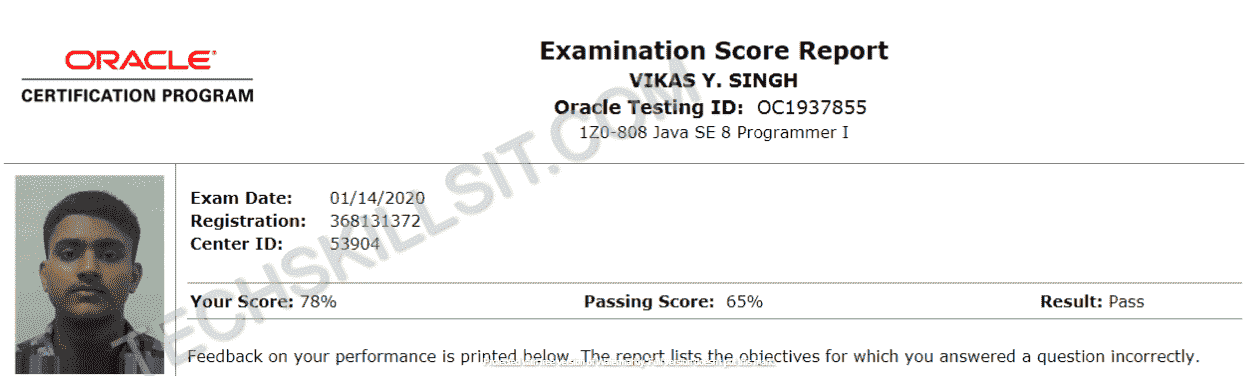 ORACLE
CERTIFICATION PROGRAM
Examination Score Report
VIKAS Y. SINGH
Oracle Testing ID: OC1937855
1Z0-808 Java SE 8 Programmer I
Exam Date: 01/14/2020
Registration: 368131372
Center ID: 53904
Your Score: 78% Passing Score: 65% Result: Pass
Feedback on your performance is printed below. The report lists the objectives for which you answered a question incorrectly.
TECHSKILLSIT.COM